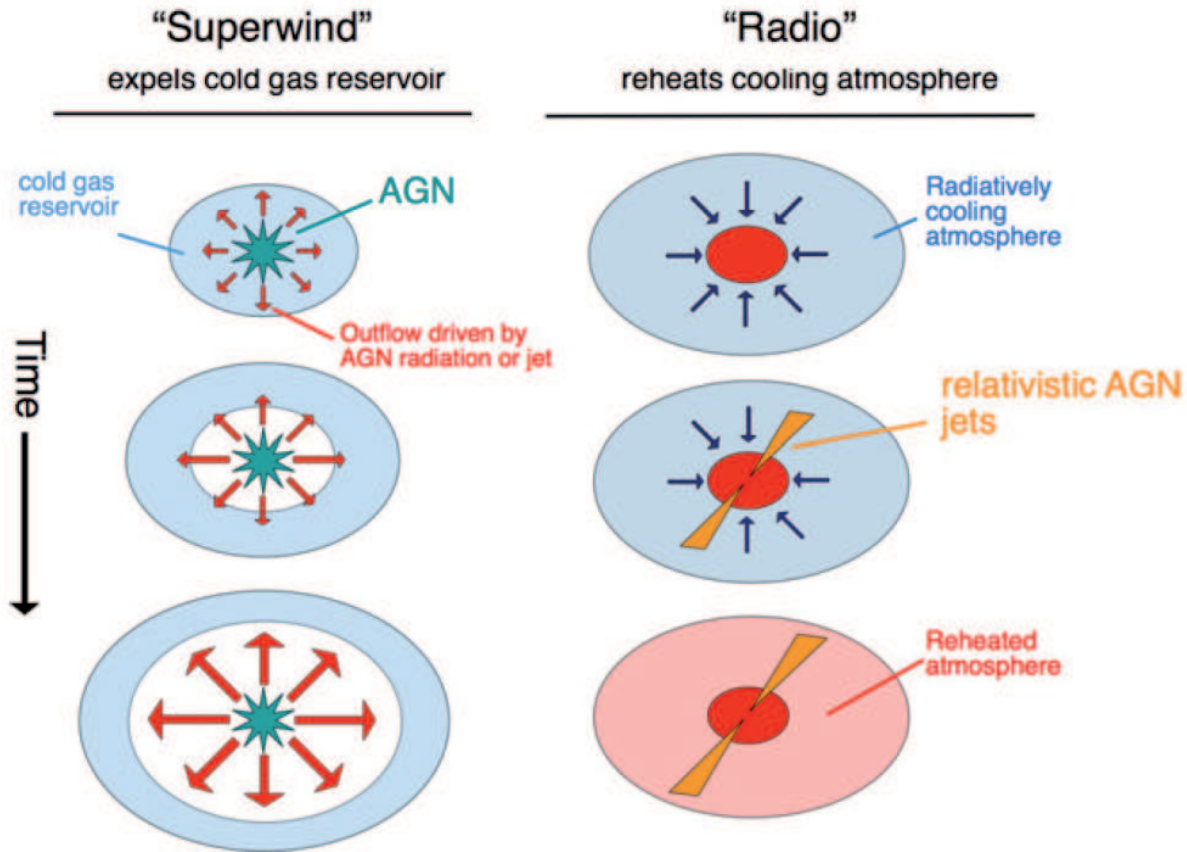 “Superwind”
expels cold gas reservoir
“Radio”
reheats cooling atmosphere
cold gas
reservoir
AGN
Outflow driven by
AGN radiation or jet
Time
Radiatively
cooling
atmosphere
relativistic AGN
jets
Reheated
atmosphere